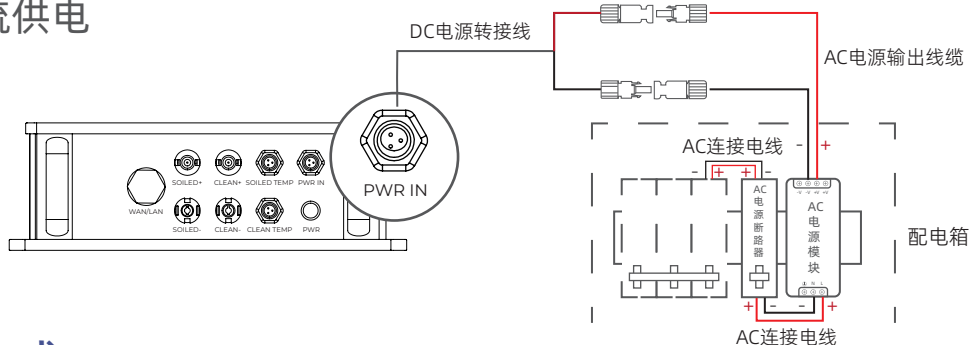 流供电
DC电源转接线
AC电源输出线缆
AC连接电线
- +
- + + -
PWR IN
SOILED+ CLEAN+ SOILED TEMP PWR IN
WAN/LAN
SOILED- CLEAN- CLEAN TEMP PWR
AC
电
源
断
路
器
-V -V +V +V
AC
电
源
模
块
N L
配电箱
+ - - +
AC连接电线